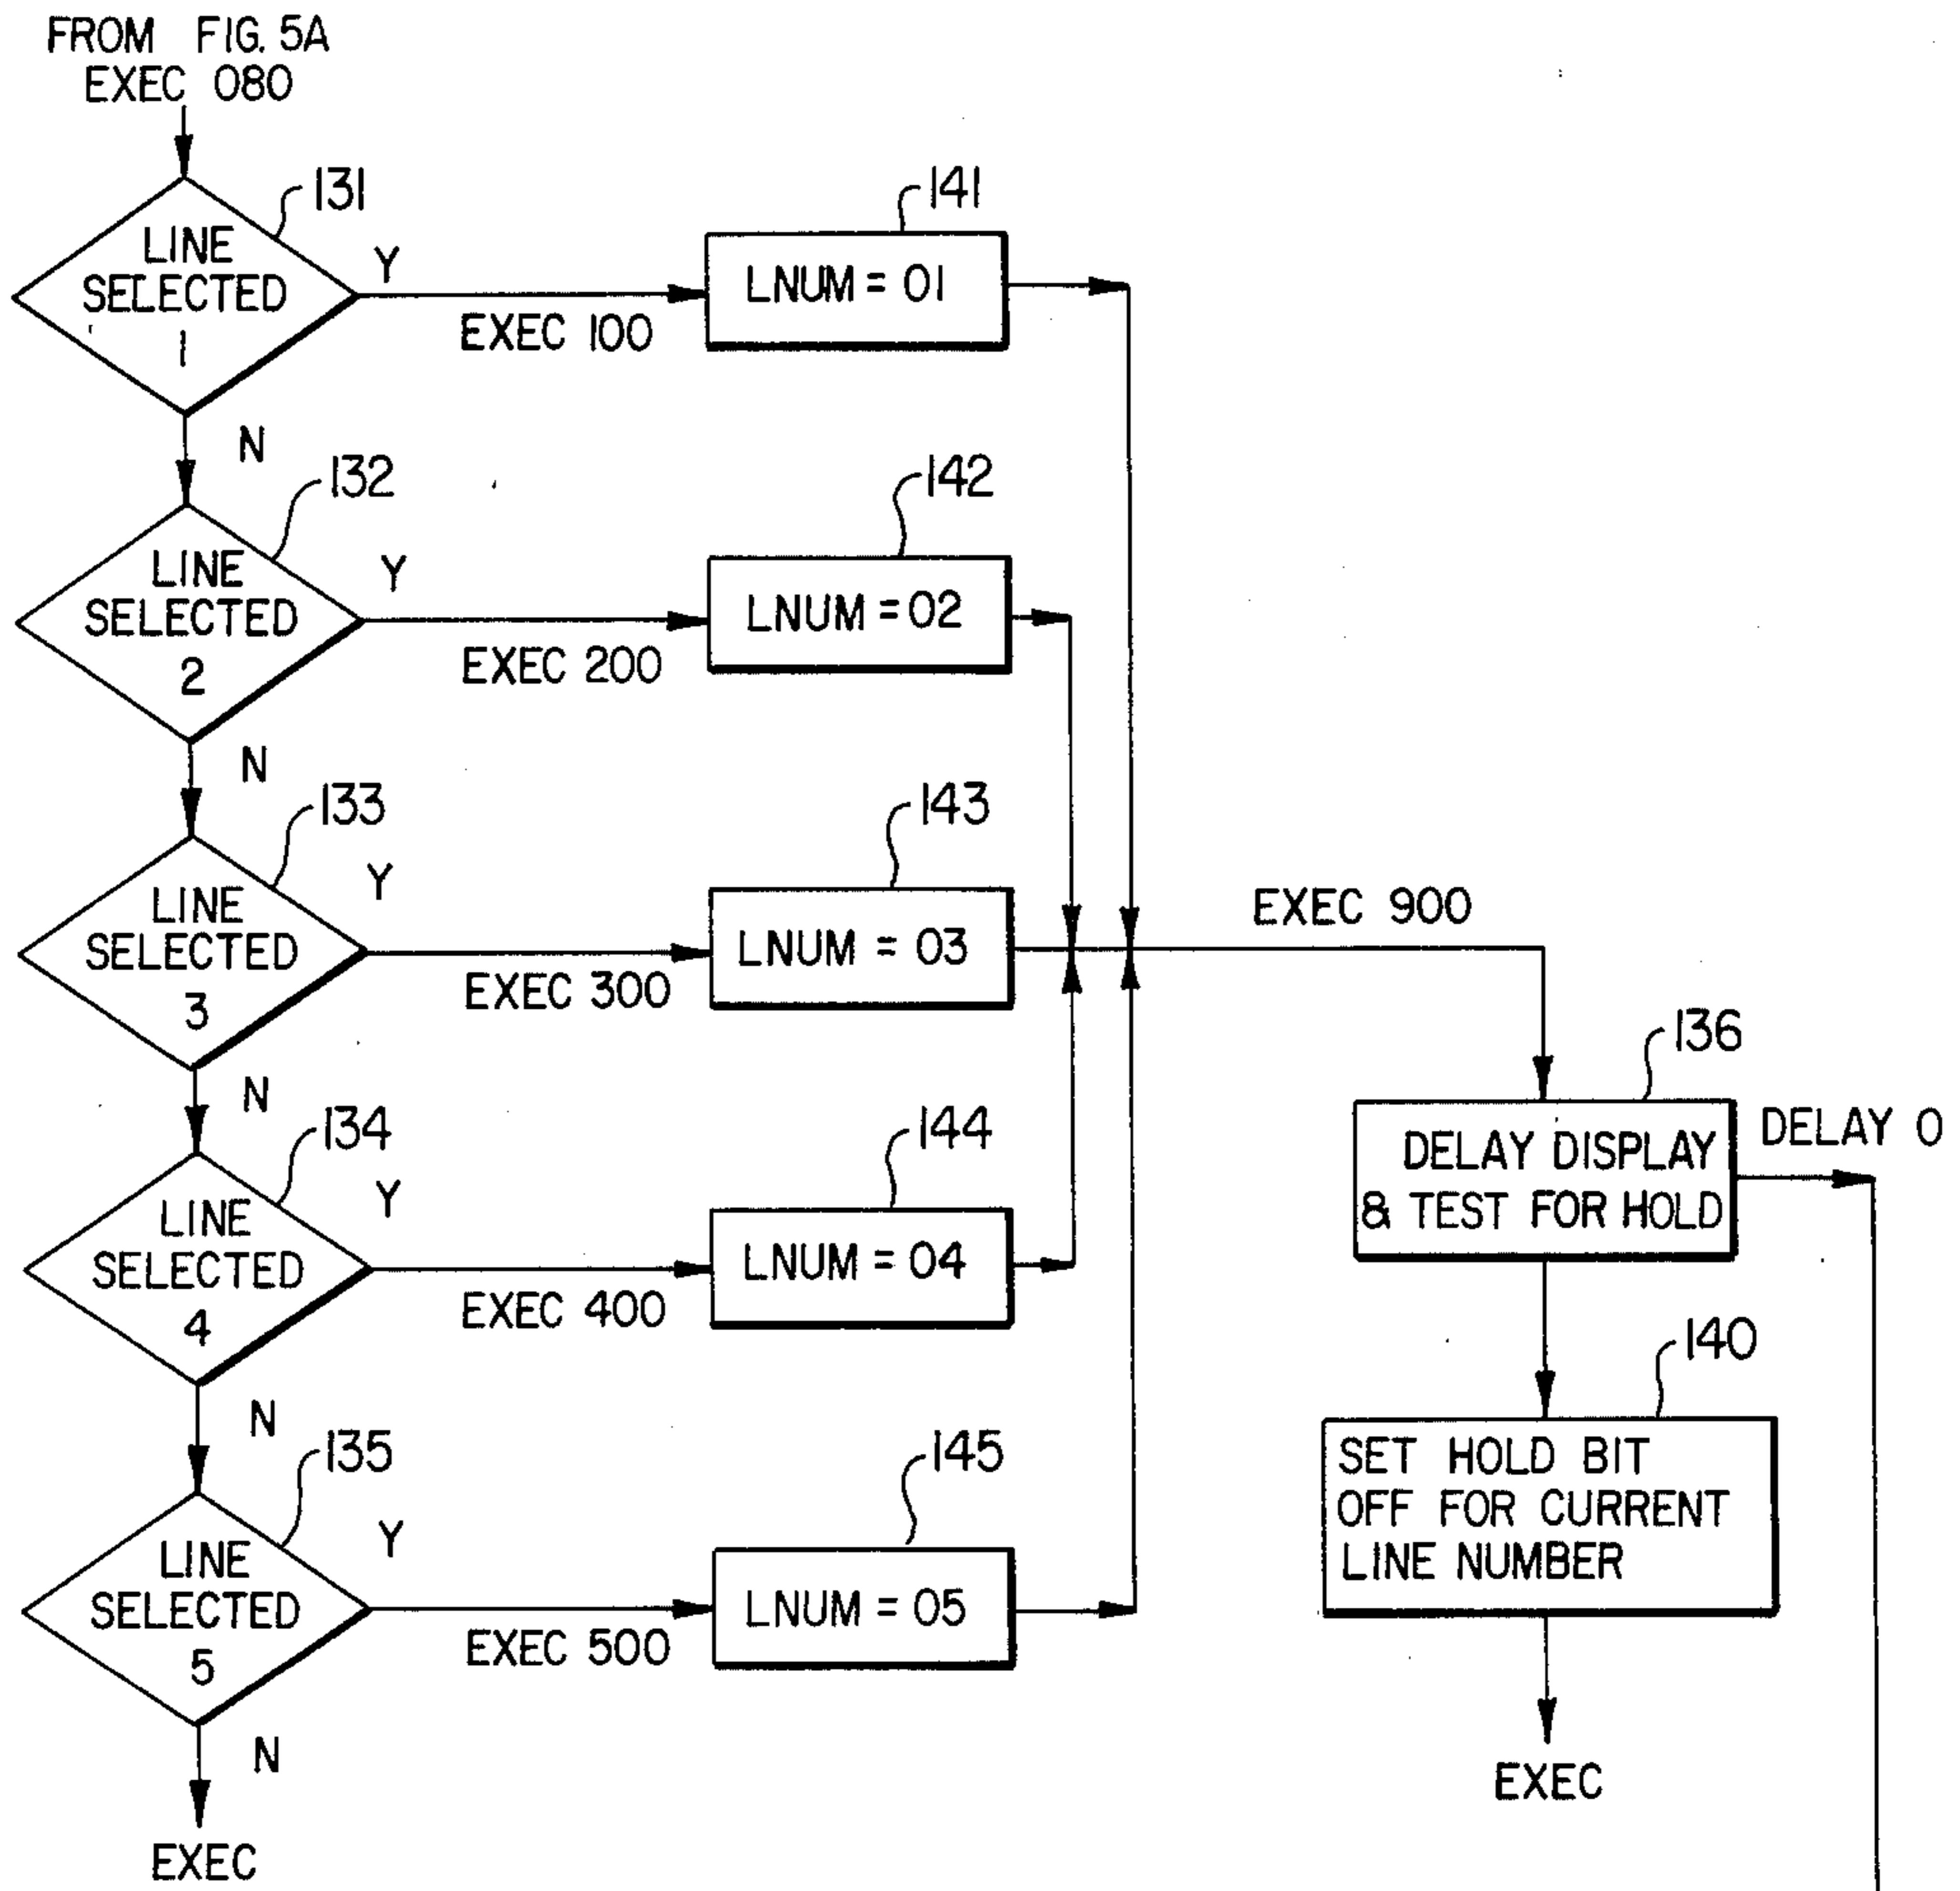 FROM FIG. 5A
EXEC 080
131
LINE
SELECTED
1
Y
EXEC 100
141
LNUM = 01
N
132
LINE
SELECTED
2
Y
EXEC 200
142
LNUM = 02
N
133
LINE
SELECTED
3
Y
EXEC 300
143
LNUM = 03
EXEC 900
N
134
LINE
SELECTED
4
Y
EXEC 400
144
LNUM = 04
136
DELAY DISPLAY
& TEST FOR HOLD
DELAY 0
N
135
LINE
SELECTED
5
Y
EXEC 500
145
LNUM = 05
140
SET HOLD BIT
OFF FOR CURRENT
LINE NUMBER
EXEC
N
EXEC